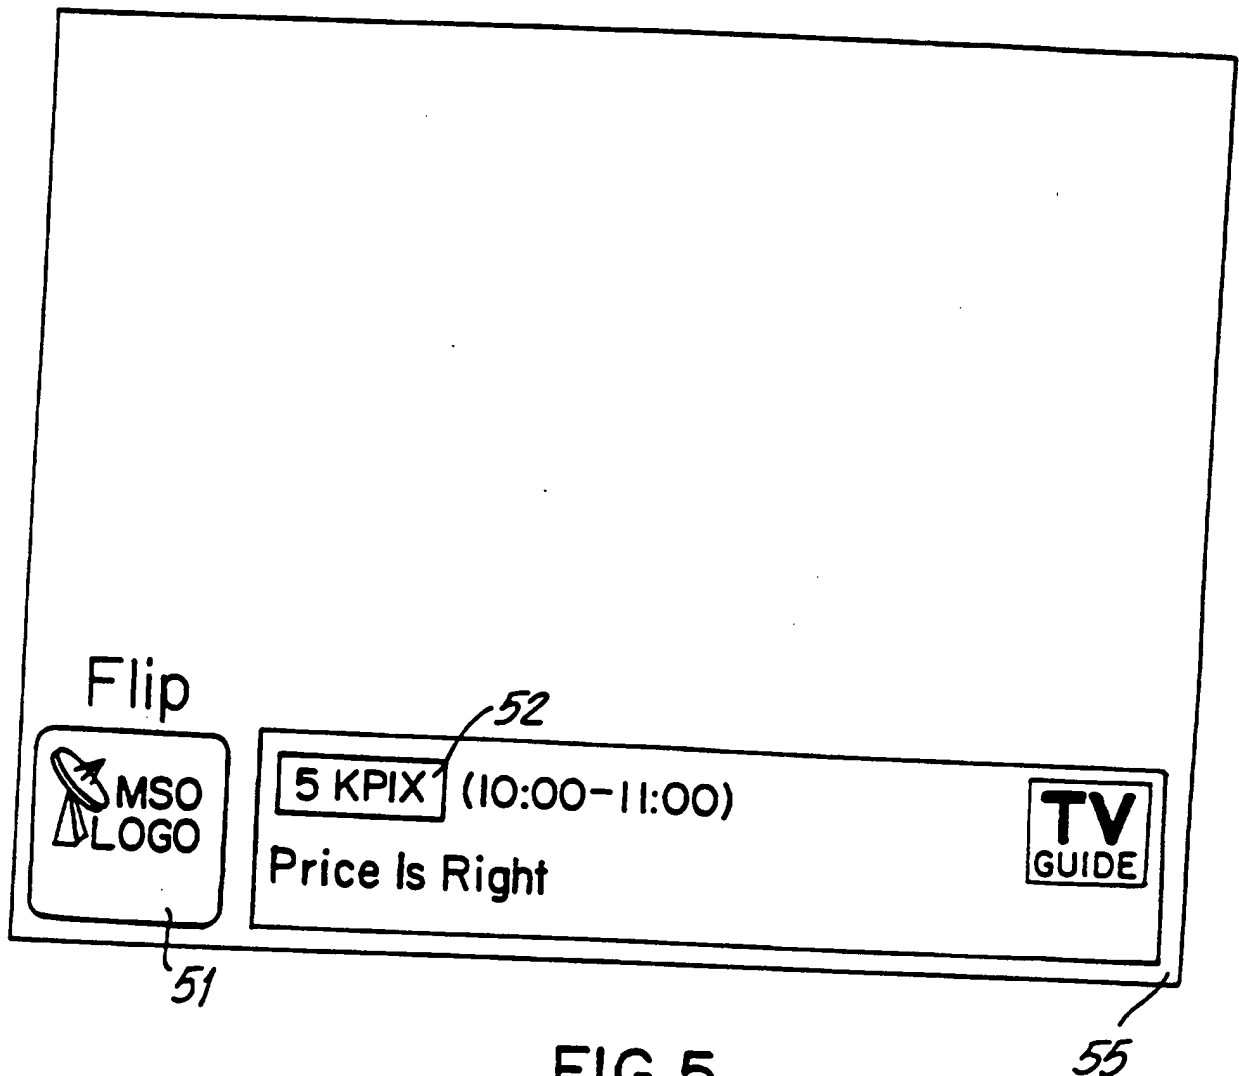 Flip
52
MSO
LOGO
5 KPIX (10:00-11:00)
Price Is Right
TV
GUIDE
51
55
FIG.5